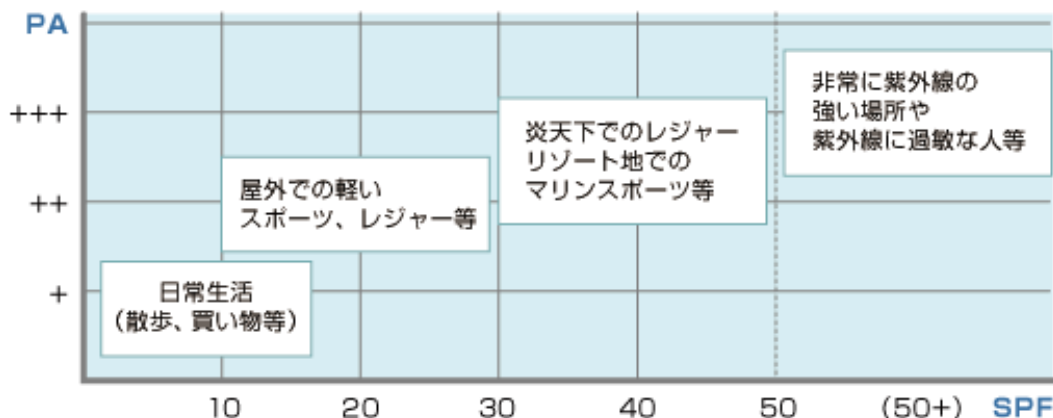 PA
+++
++
+
非常に紫外線の
強い場所や
紫外線に過敏な人等
炎天下でのレジャー
リゾート地での
マリンスポーツ等
屋外での軽い
スポーツ、レジャー等
日常生活
(散歩、買い物等)
10 20 30 40 50 (50+) SPF